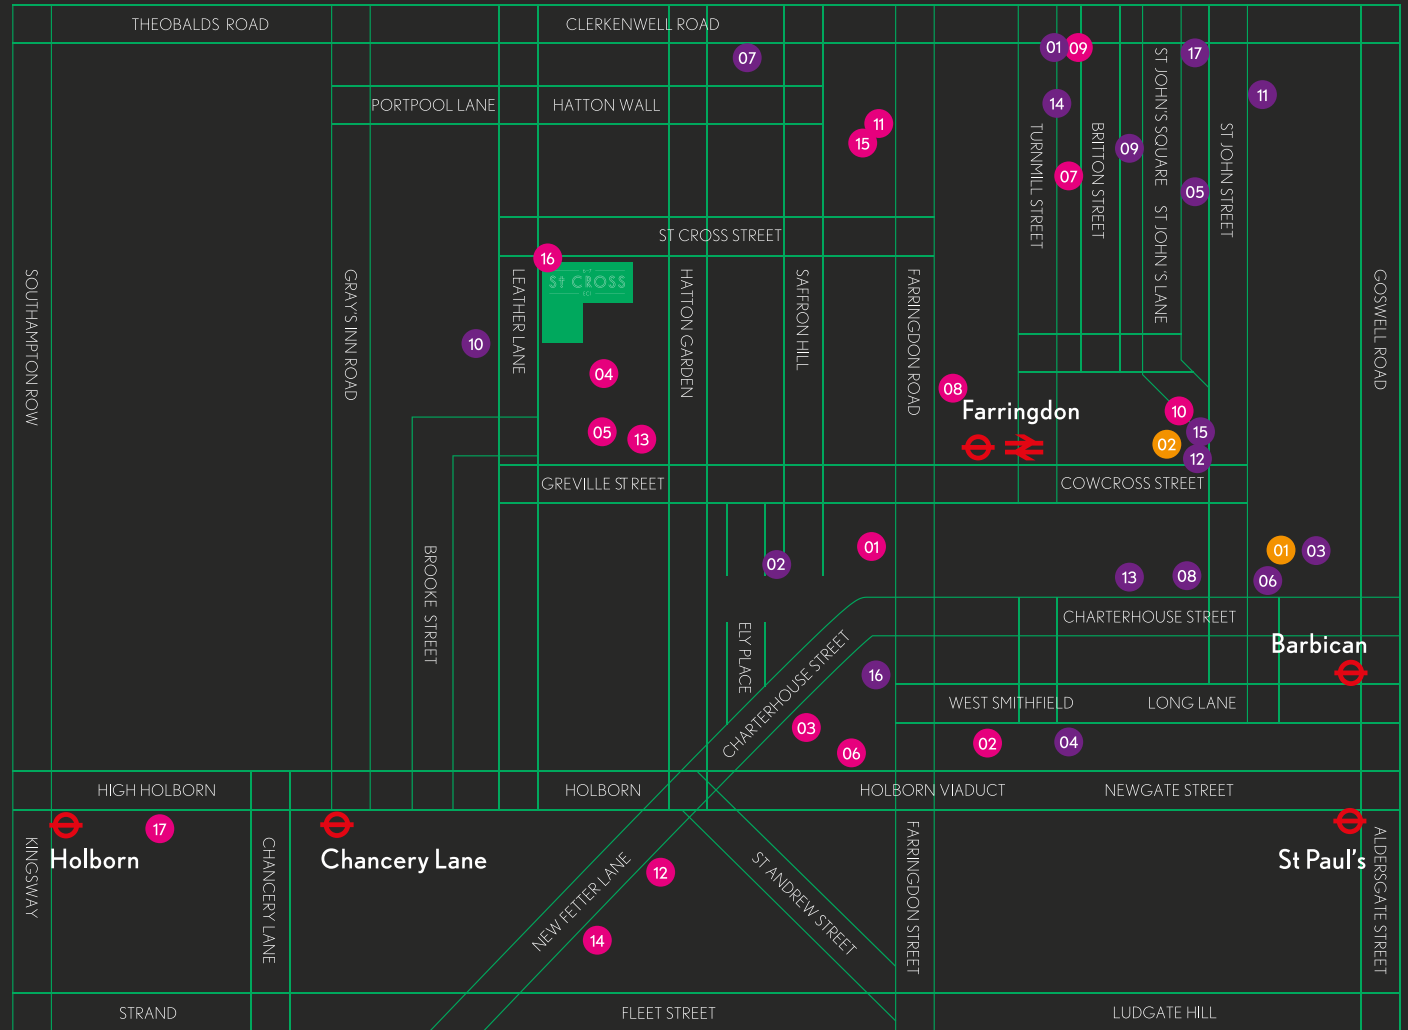 THEOBALDS ROAD
CLERKENWELL ROAD
07
01
09
17
14
11
PORTPOOL LANE
HATTON WALL
11
15
TURNMILL STREET
BRITTON STREET
09
ST JOHN'S SQUARE
ST JOHN STREET
07
05
ST JOHN'S LANE
ST CROSS STREET
16
St CROSS
EC1
SOUTHAMPTON ROW
GRAY'S INN ROAD
LEATHER LANE
HATTON GARDEN
SAFFRON HILL
FARRINGDON ROAD
GOSWELL ROAD
10
04
08
Farringdon
10
05
13
15
02
12
GREVILLE STREET
COWCROSS STREET
BROOKE STREET
01
02
01
03
13
08
06
ELY PLACE
CHARTERHOUSE STREET
CHARTERHOUSE STREET
Barbican
16
WEST SMITHFIELD
LONG LANE
03
06
02
04
HIGH HOLBORN
HOLBORN
HOLBORN VIADUCT
NEWGATE STREET
KINGSWAY
Holborn
17
CHANCERY LANE
Chancery Lane
NEW FETTER LANE
12
14
ST ANDREW STREET
FARRINGDON STREET
St Paul's
ALDERSGATE STREET
STRAND
FLEET STREET
LUDGATE HILL